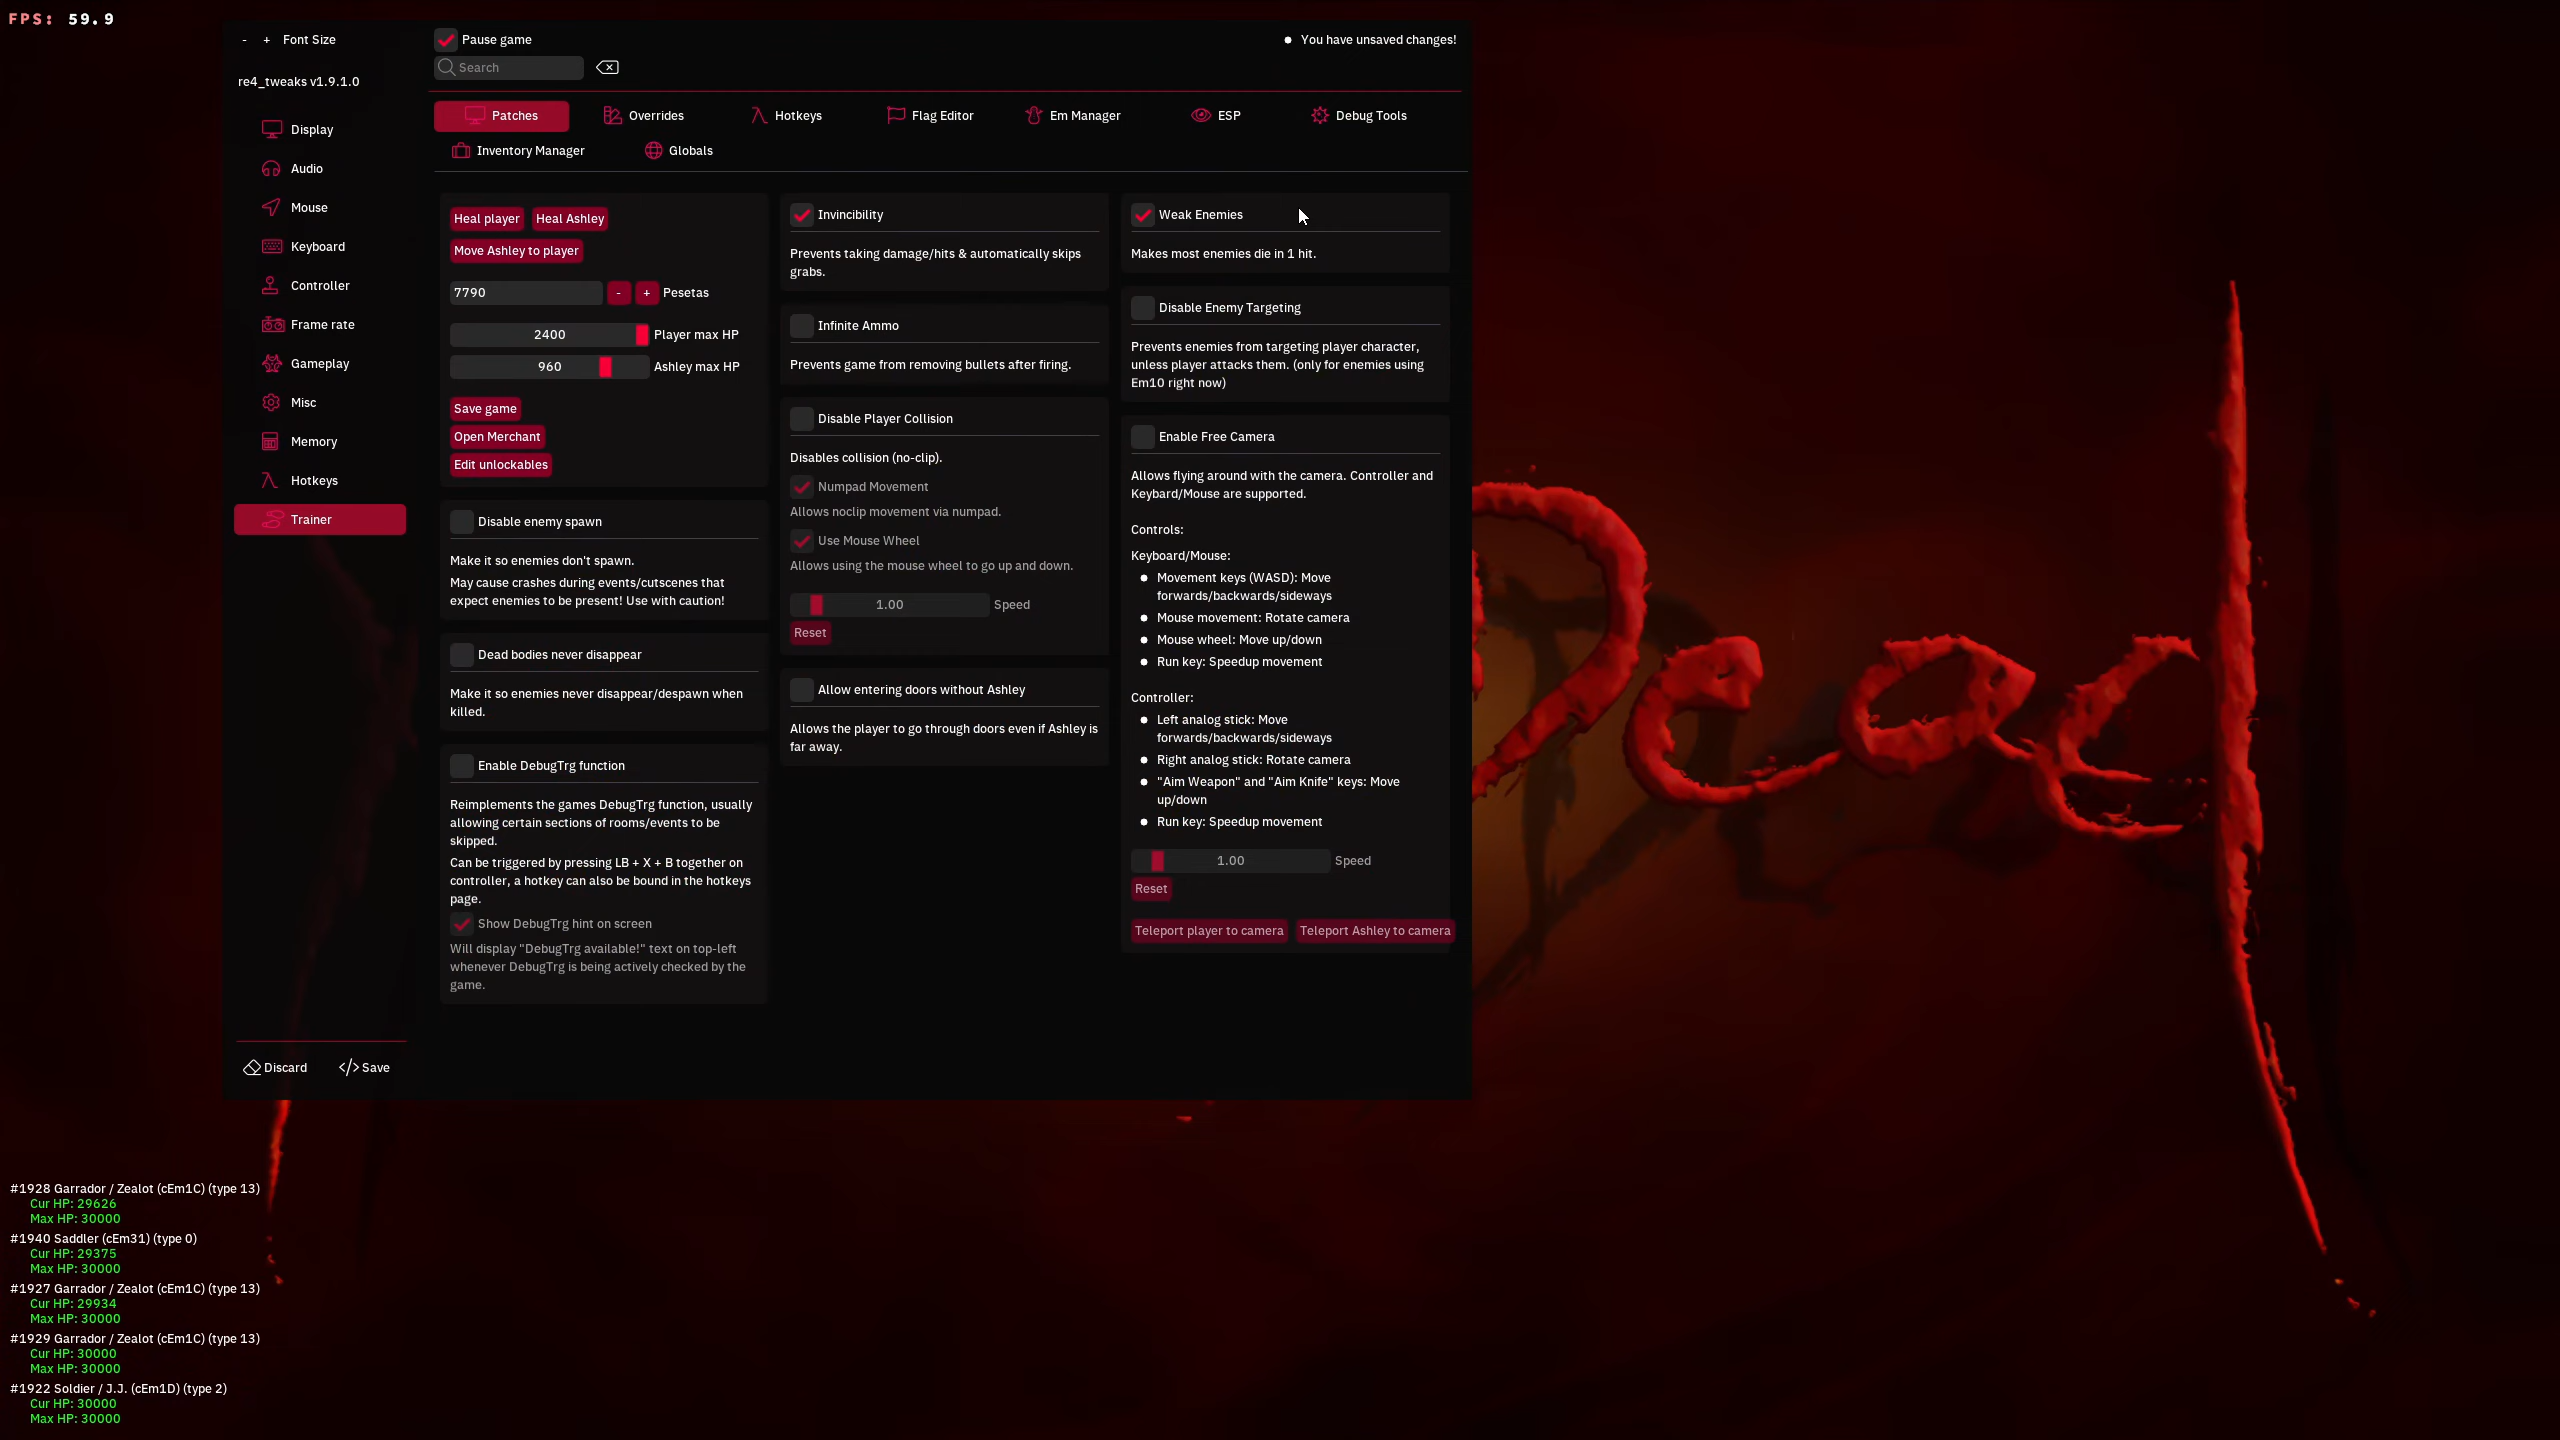 FPS: 59.9
- + Font Size
re4_tweaks v1.9.1.0
Display
Audio
Mouse
Keyboard
Controller
Frame rate
Gameplay
Misc
Memory
Hotkeys
Trainer
Discard
Save
Pause game
You have unsaved changes!
Search
Patches
Overrides
Hotkeys
Flag Editor
Em Manager
ESP
Debug Tools
Inventory Manager
Globals
Heal player
Heal Ashley
Move Ashley to player
7790 - + Pesetas
2400 Player max HP
960 Ashley max HP
Save game
Open Merchant
Edit unlockables
Disable enemy spawn
Make it so enemies don't spawn.
May cause crashes during events/cutscenes that
expect enemies to be present! Use with caution!
Dead bodies never disappear
Make it so enemies never disappear/despawn when
killed.
Enable DebugTrg function
Reimplements the games DebugTrg function, usually
allowing certain sections of rooms/events to be
skipped.
Can be triggered by pressing LB + X + B together on
controller, a hotkey can also be bound in the hotkeys
page.
Show DebugTrg hint on screen
Will display "DebugTrg available!" text on top-left
whenever DebugTrg is being actively checked by the
game.
Invincibility
Prevents taking damage/hits & automatically skips
grabs.
Infinite Ammo
Prevents game from removing bullets after firing.
Disable Player Collision
Disables collision (no-clip).
Numpad Movement
Allows noclip movement via numpad.
Use Mouse Wheel
Allows using the mouse wheel to go up and down.
1.00 Speed
Reset
Allow entering doors without Ashley
Allows the player to go through doors even if Ashley is
far away.
Weak Enemies
Makes most enemies die in 1 hit.
Disable Enemy Targeting
Prevents enemies from targeting player character,
unless player attacks them. (only for enemies using
Em10 right now)
Enable Free Camera
Allows flying around with the camera. Controller and
Keybard/Mouse are supported.
Controls:
Keyboard/Mouse:
Movement keys (WASD): Move
forwards/backwards/sideways
Mouse movement: Rotate camera
Mouse wheel: Move up/down
Run key: Speedup movement
Controller:
Left analog stick: Move
forwards/backwards/sideways
Right analog stick: Rotate camera
"Aim Weapon" and "Aim Knife" keys: Move
up/down
Run key: Speedup movement
1.00 Speed
Reset
Teleport player to camera
Teleport Ashley to camera
#1928 Garrador / Zealot (cEm1C) (type 13)
Cur HP: 29626
Max HP: 30000
#1940 Saddler (cEm31) (type 0)
Cur HP: 29375
Max HP: 30000
#1927 Garrador / Zealot (cEm1C) (type 13)
Cur HP: 29934
Max HP: 30000
#1929 Garrador / Zealot (cEm1C) (type 13)
Cur HP: 30000
Max HP: 30000
#1922 Soldier / J.J. (cEm1D) (type 2)
Cur HP: 30000
Max HP: 30000